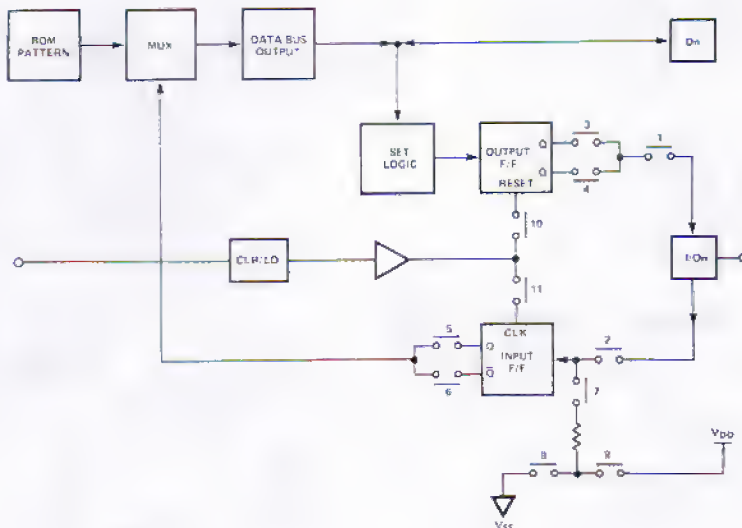 ROM
PATTERN
MUX
DATA BUS
OUTPUT
Dn
SET
LOGIC
OUTPUT
F/F
RESET
Q
Q
3
4
1
10
I/On
CLR/LD
11
CLK
INPUT
F/F
Q
Q̅
5
6
2
7
8
9
VDD
VSS